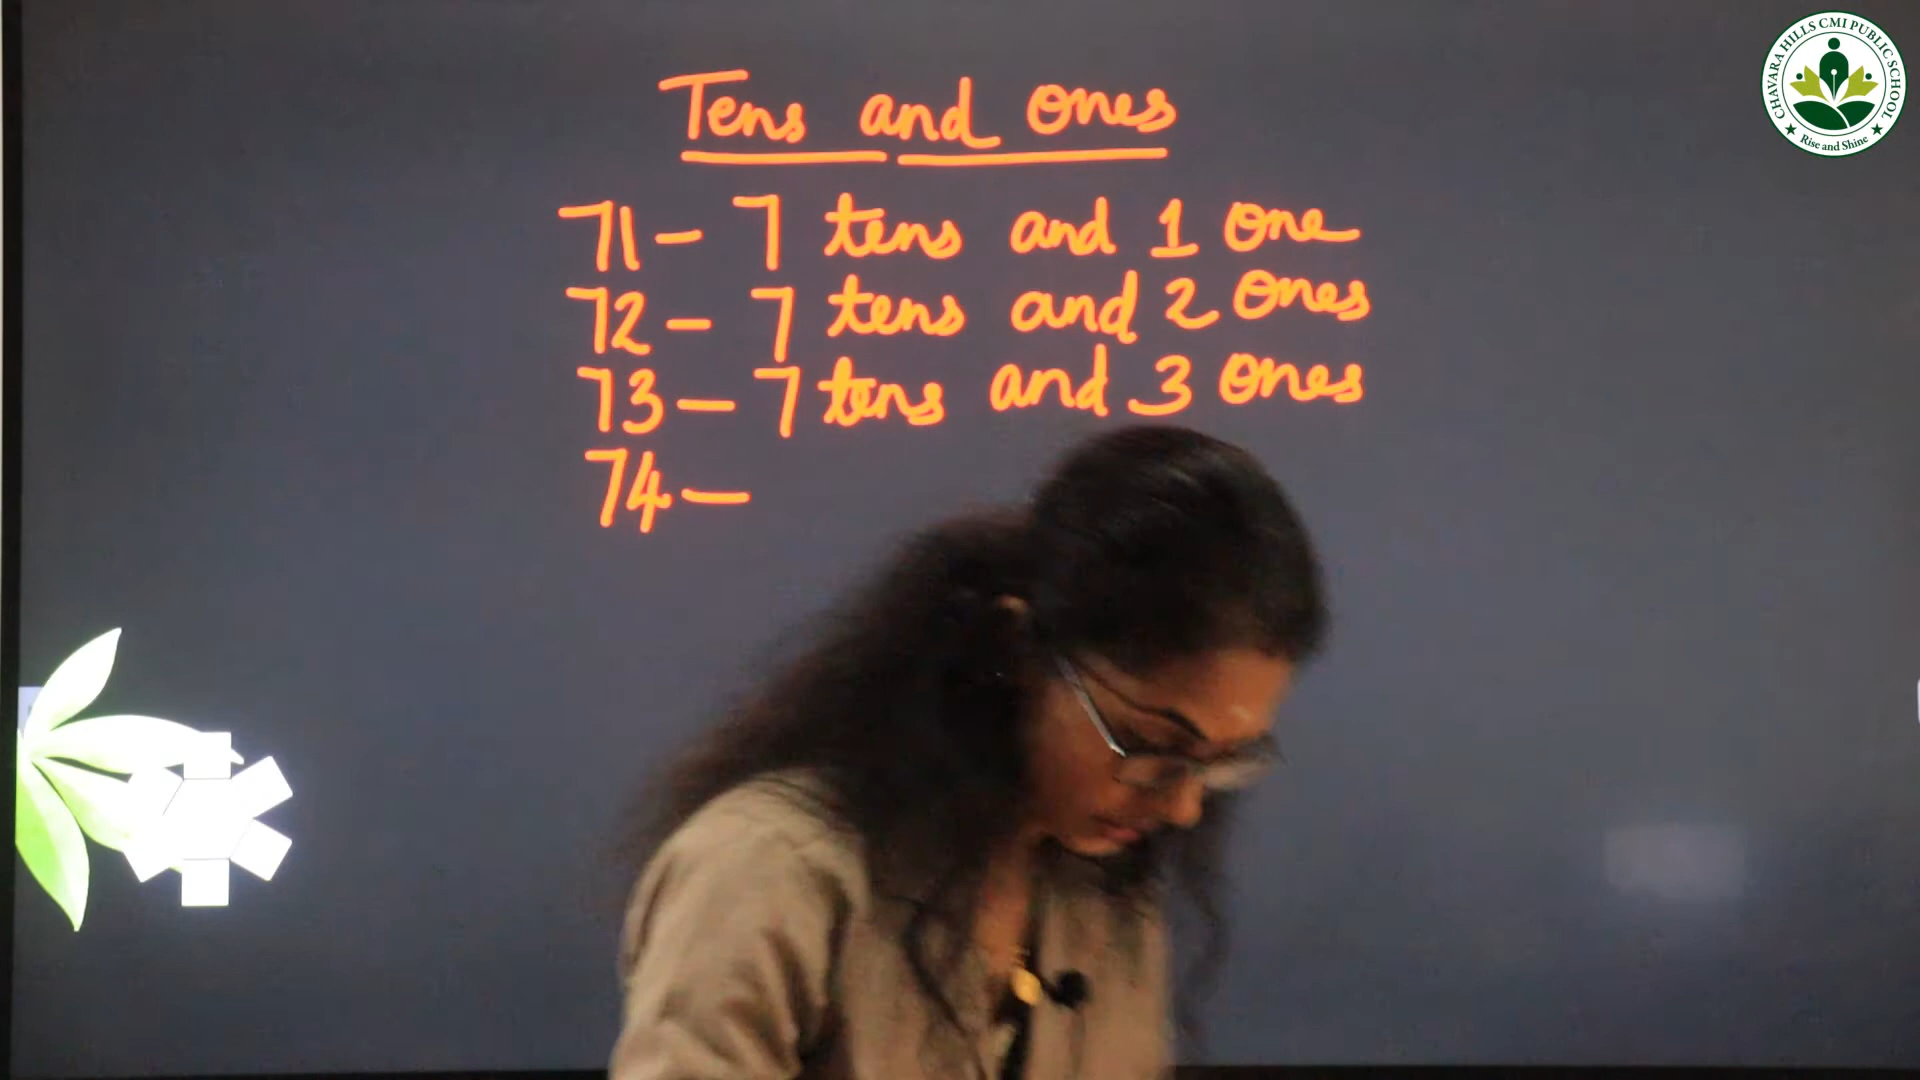 Tens and ones
71 - 7 tens and 1 one
72 - 7 tens and 2 ones
73 - 7 tens and 3 ones
74 -
CHAVARA HILLS CMI PUBLIC SCHOOL
Rise and Shine